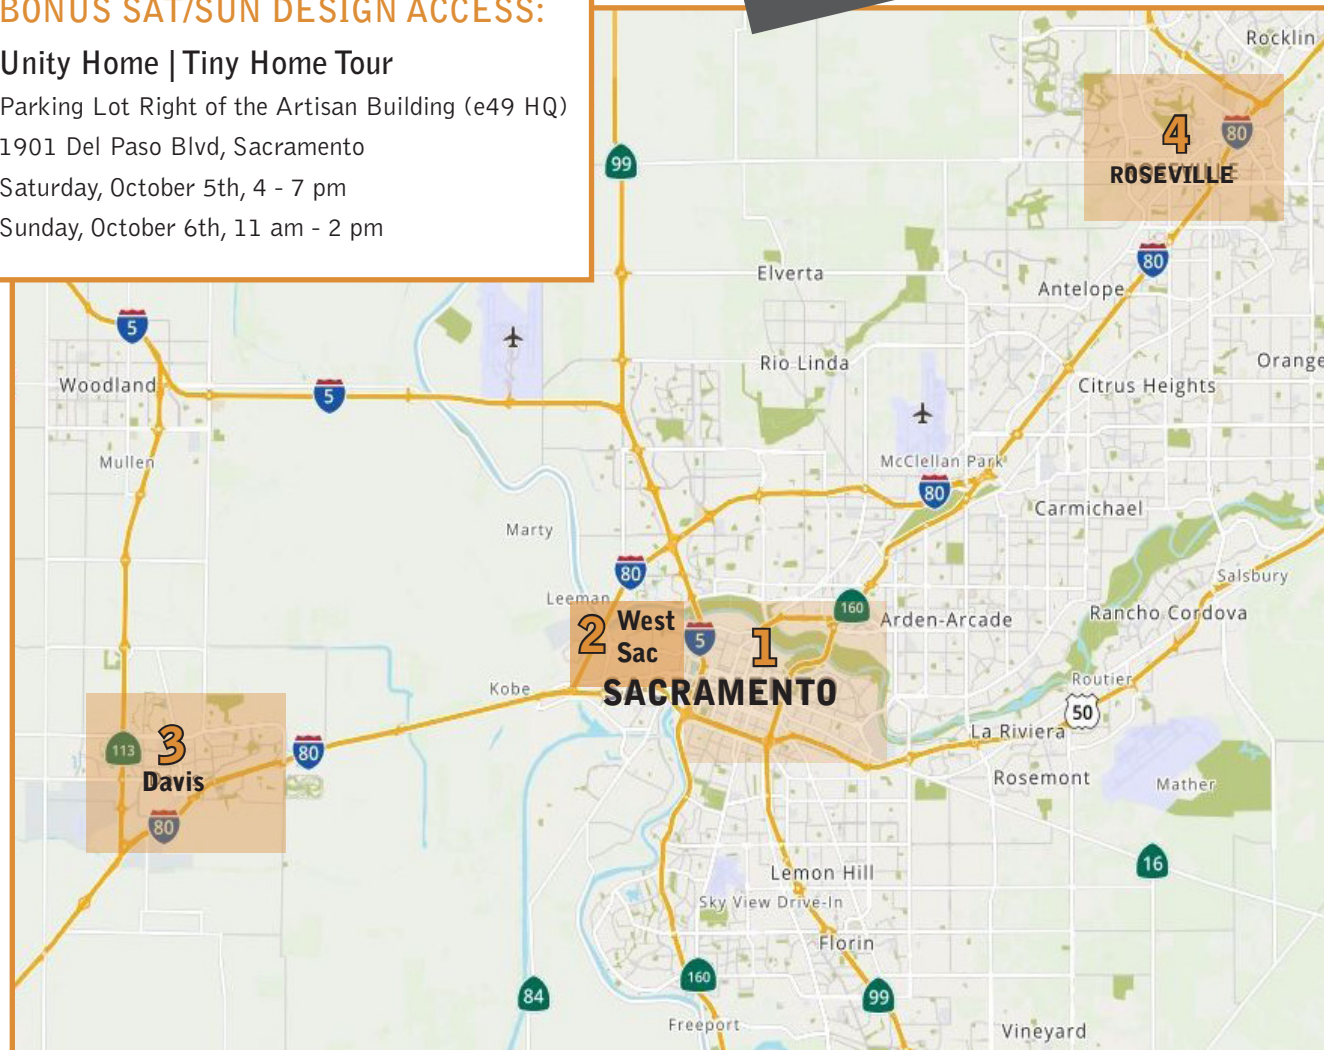 BONUS SAT/SUN DESIGN ACCESS:
Unity Home | Tiny Home Tour
Parking Lot Right of the Artisan Building (e49 HQ)
1901 Del Paso Blvd, Sacramento
Saturday, October 5th, 4 - 7 pm
Sunday, October 6th, 11 am - 2 pm
Rocklin
4
80
ROSEVILLE
99
80
Elverta
Antelope
5
Rio Linda
Orange
Woodland
5
Citrus Heights
Mullen
McClellan Park
80
Carmichael
Marty
80
Salsbury
Leeman
160
Rancho Cordova
2
West
Sac
5
1
Arden-Arcade
Routier
Kobe
SACRAMENTO
50
La Riviera
3
113
80
Davis
Rosemont
Mather
80
16
Lemon Hill
Sky View Drive-In
Florin
160
84
99
Freeport
Vineyard